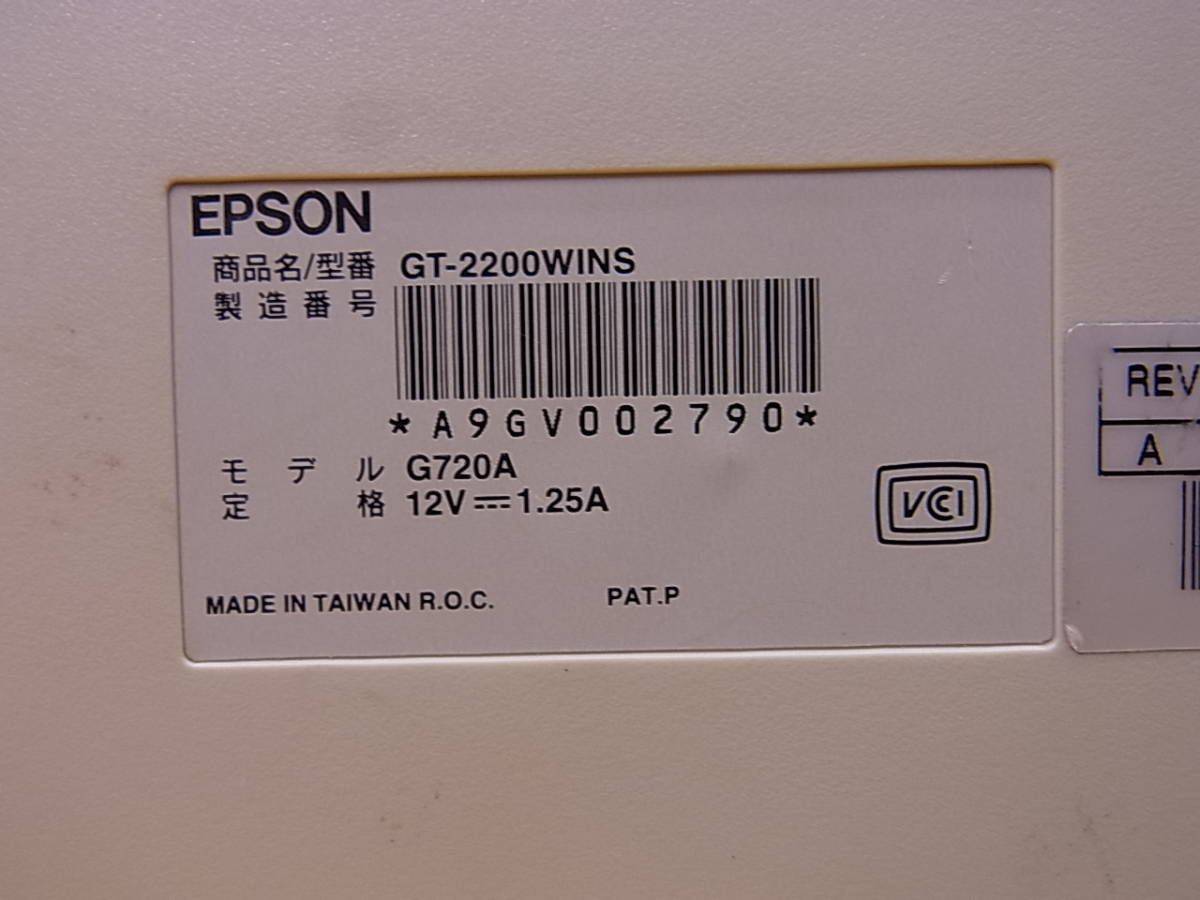 EPSON
商品名/型番 GT-2200WINS
製造番号
*A9GV002790*
モデル G720A
定格 12V⎓1.25A
VCCI
MADE IN TAIWAN R.O.C. PAT.P
REV
A